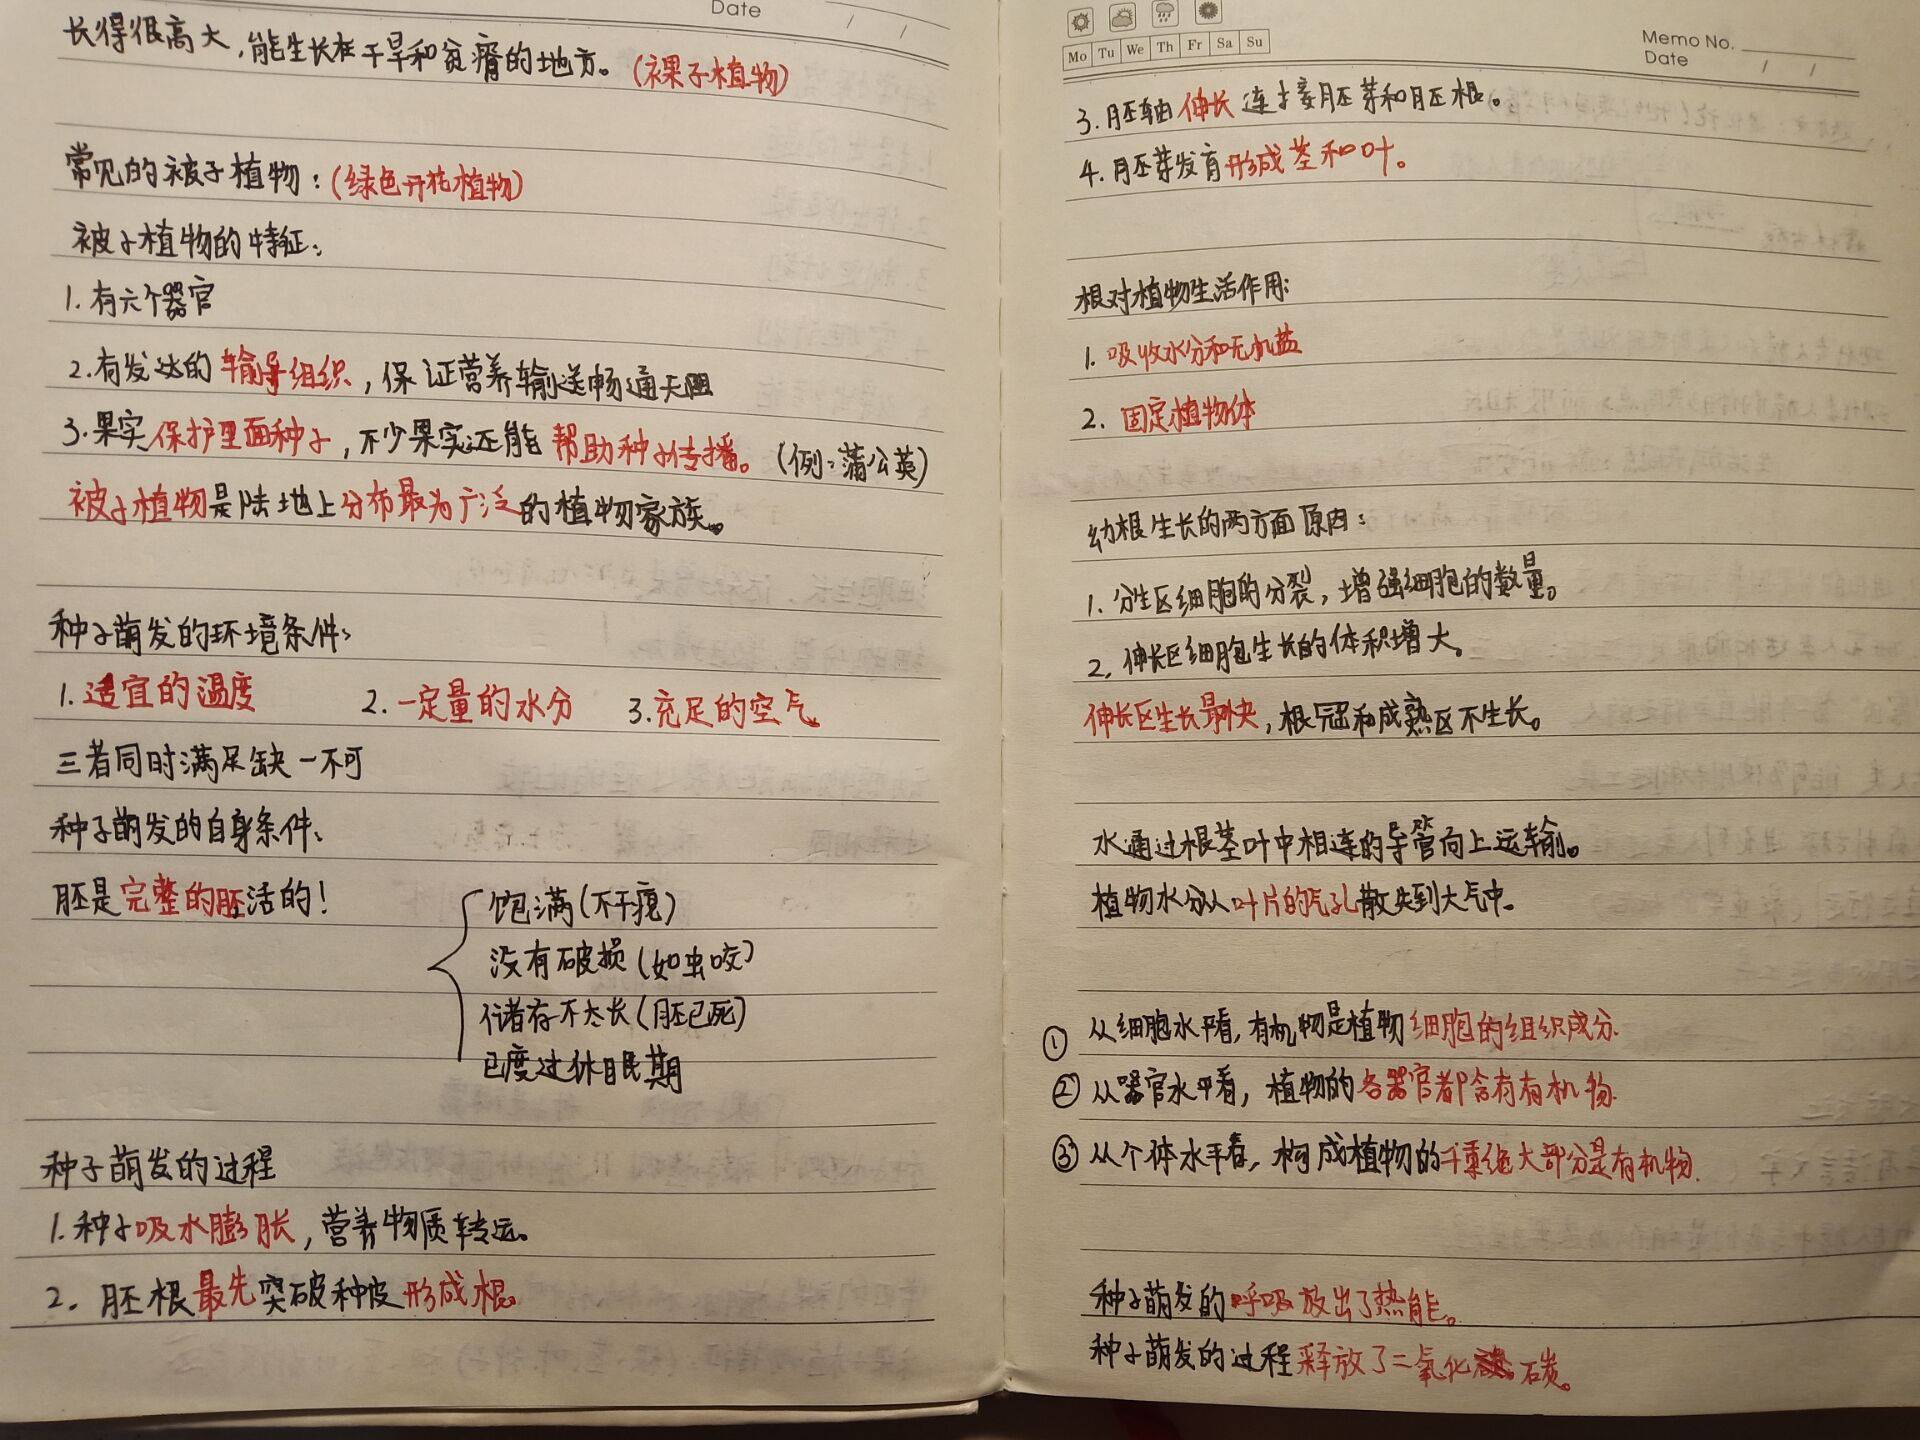 Date
长得很高大,能生长在干旱和贫瘠的地方。(裸子植物)
常见的被子植物:(绿色开花植物)
被子植物的特征:
1.有六个器官
2.有发达的输导组织,保证营养输送畅通无阻
3.果实保护里面种子,不少果实还能帮助种子传播。(例:蒲公英)
被子植物是陆地上分布最为广泛的植物家族。
种子萌发的环境条件:
1.适宜的温度 2.一定量的水分 3.充足的空气
三者同时满足缺一不可
种子萌发的自身条件:
胚是完整的胚活的!
饱满(不干瘪)
没有破损(如虫咬)
储存不太长(胚已死)
已度过休眠期
种子萌发的过程
1.种子吸水膨胀,营养物质转运。
2.胚根最先突破种皮形成根。
Mo Tu We Th Fr Sa Su
Memo No.
Date
3.胚轴伸长连接胚芽和胚根。
4.胚芽发育形成茎和叶。
根对植物生活作用:
1.吸收水分和无机盐
2.固定植物体
幼根生长的两方面原因:
1.分生区细胞的分裂,增强细胞的数量。
2.伸长区细胞生长的体积增大。
伸长区生长最快,根冠和成熟区不生长。
水通过根茎叶中相连的导管向上运输。
植物水分从叶片的气孔散失到大气中。
①从细胞水平看,有机物是植物细胞的组织成分.
②从器官水平看,植物的各器官都含有有机物.
③从个体水平看,构成植物的干重绝大部分是有机物.
种子萌发的呼吸放出了热能。
种子萌发的过程释放了二氧化碳。